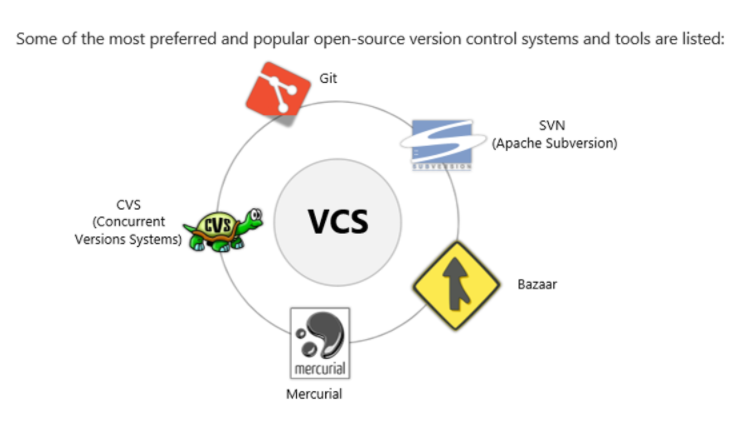 Some of the most preferred and popular open-source version control systems and tools are listed:
Git
SVN
(Apache Subversion)
SUBVERSION
CVS
(Concurrent
Versions Systems)
CVS
VCS
Bazaar
mercurial
Mercurial